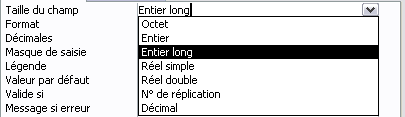 Taille du champ Entier long
Format Octet
Décimales Entier
Masque de saisie Entier long
Légende Réel simple
Valeur par défaut Réel double
Valide si N° de réplication
Message si erreur Décimal